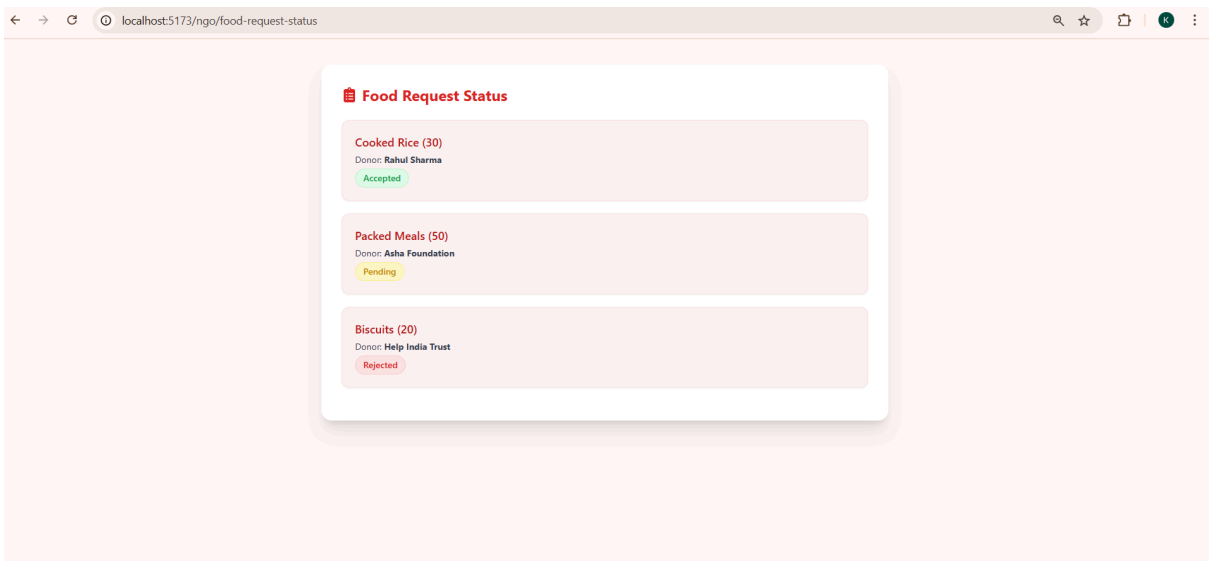 localhost:5173/ngo/food-request-status
K
Food Request Status
Cooked Rice (30)
Donor: Rahul Sharma
Accepted
Packed Meals (50)
Donor: Asha Foundation
Pending
Biscuits (20)
Donor: Help India Trust
Rejected